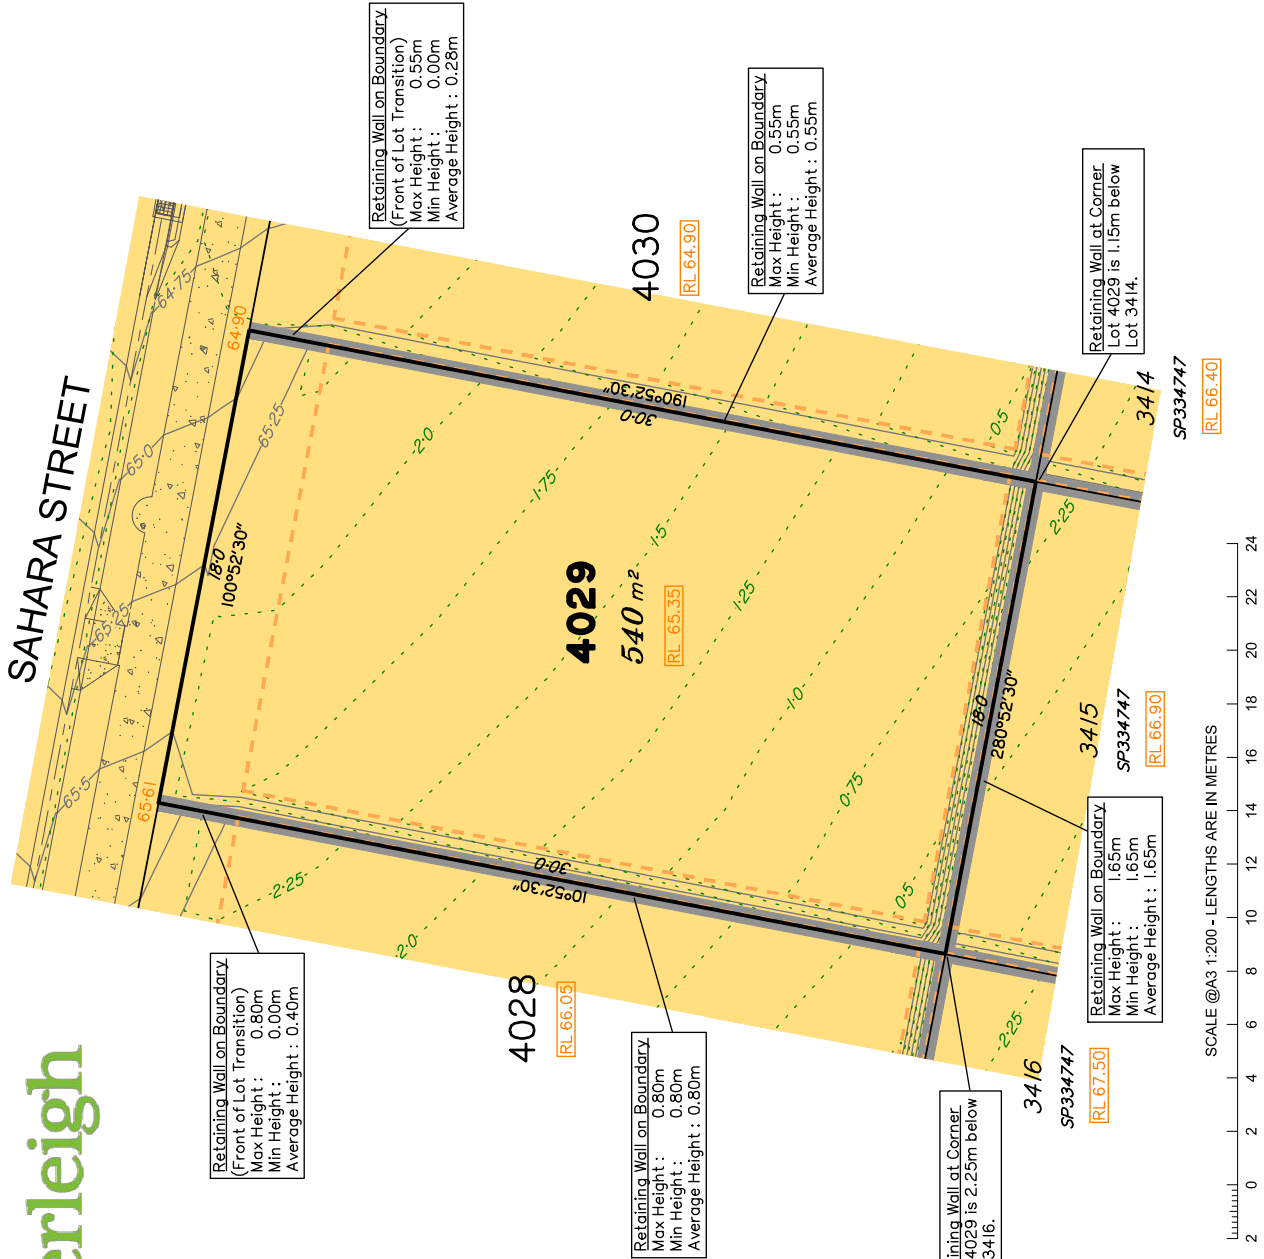 erleigh
SAHARA STREET
Retaining Wall on Boundary
(Front of Lot Transition)
Max Height : 0.55m
Min Height : 0.00m
Average Height : 0.28m
Retaining Wall on Boundary
Max Height : 0.55m
Min Height : 0.55m
Average Height : 0.55m
Retaining Wall at Corner
Lot 4029 is 1.15m below
Lot 3414.
Retaining Wall on Boundary
(Front of Lot Transition)
Max Height : 0.80m
Min Height : 0.00m
Average Height : 0.40m
Retaining Wall on Boundary
Max Height : 0.80m
Min Height : 0.80m
Average Height : 0.80m
Retaining Wall on Boundary
Max Height : 1.65m
Min Height : 1.65m
Average Height : 1.65m
ining Wall at Corner
4029 is 2.25m below
3416.
4030
RL 64.90
4029
540 m²
RL 65.35
4028
RL 66.05
3414
SP334747
RL 66.40
3415
SP334747
RL 66.90
3416
SP334747
RL 67.50
64·90
65·61
18·0
100°52'30"
30·0
190°52'30"
18·0
280°52'30"
30·0
10°52'30"
64·75
65·0
65·25
65·25
65·5
2·0
1·75
1·5
1·25
1·0
0·75
0·5
0·5
2·25
2·0
2·25
2·25
SCALE @A3 1:200 - LENGTHS ARE IN METRES
2 0 2 4 6 8 10 12 14 16 18 20 22 24